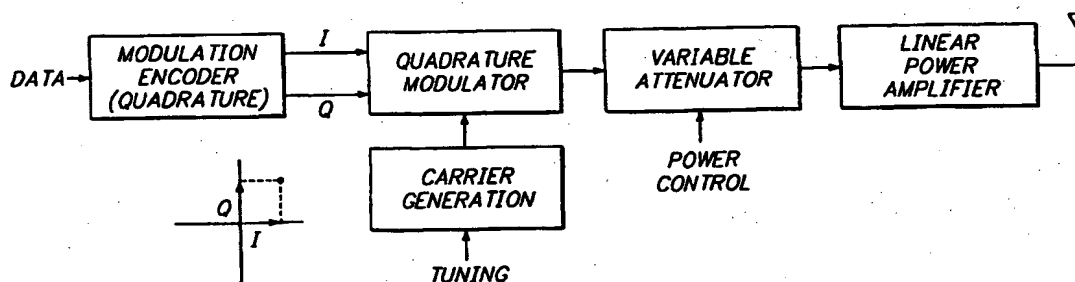 DATA
MODULATION
ENCODER
(QUADRATURE)
I
Q
QUADRATURE
MODULATOR
VARIABLE
ATTENUATOR
LINEAR
POWER
AMPLIFIER
CARRIER
GENERATION
POWER
CONTROL
Q
I
TUNING